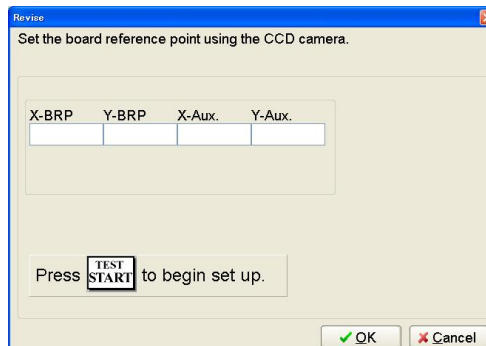 Revise
Set the board reference point using the CCD camera.
X-BRP Y-BRP X-Aux. Y-Aux.
Press TEST START to begin set up.
OK Cancel